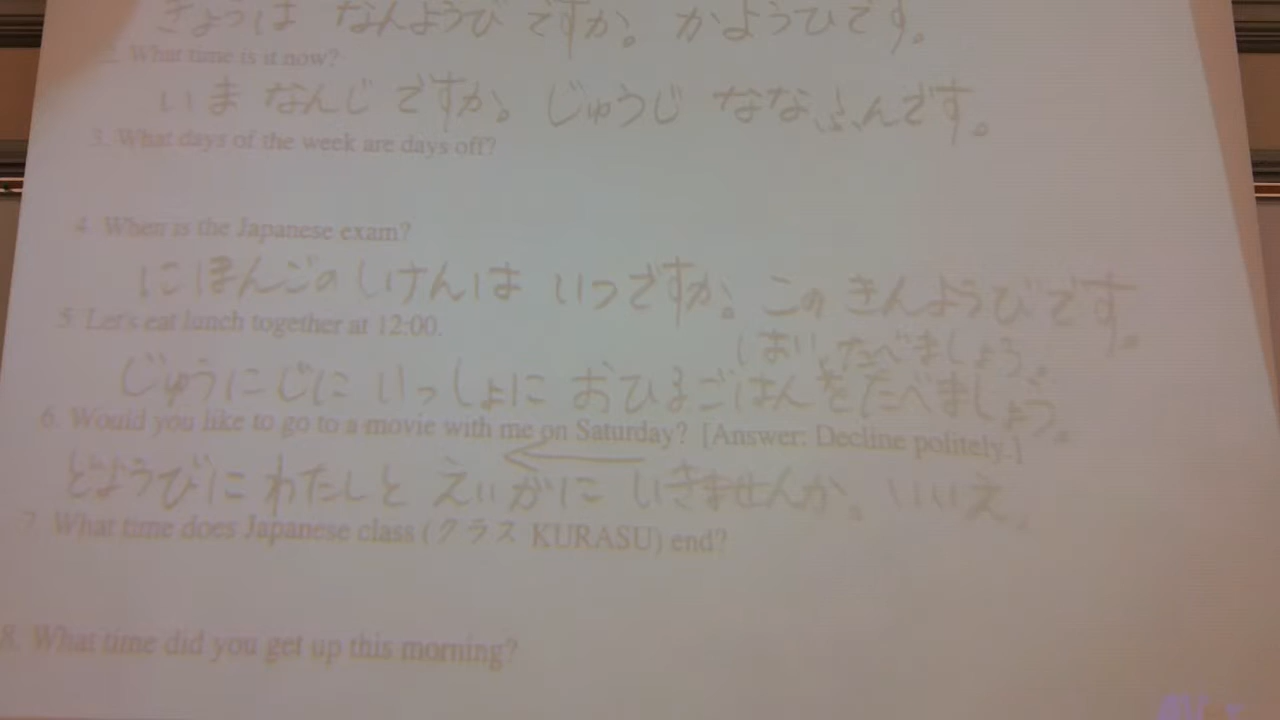 きょうは なんようび ですか。 かようひです。
2. What time is it now?
いま なんじ ですか。 じゅうじ ななふんです。
3. What days of the week are days off?
4. When is the Japanese exam?
にほんごの しけんは いつですか。 この きんようびです。
5. Let's eat lunch together at 12:00.
はい、たべましょう。
じゅうにじに いっしょに おひるごはんをたべましょう。
6. Would you like to go to a movie with me on Saturday? [Answer: Decline politely.]
どようびに わたしと えいがに いきませんか。 いいえ、
7. What time does Japanese class (クラス KURASU) end?
8. What time did you get up this morning?